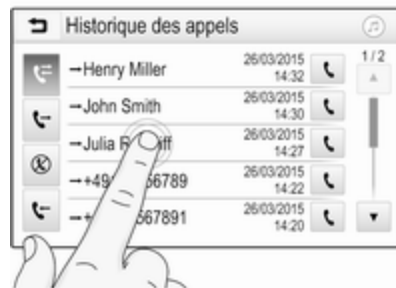 Historique des appels
1/2
→Henry Miller 26/03/2015 14:32
→John Smith 26/03/2015 14:30
→Julia 26/03/2015 14:27
→+49 56789 26/03/2015 14:22
→+ 567891 26/03/2015 14:20